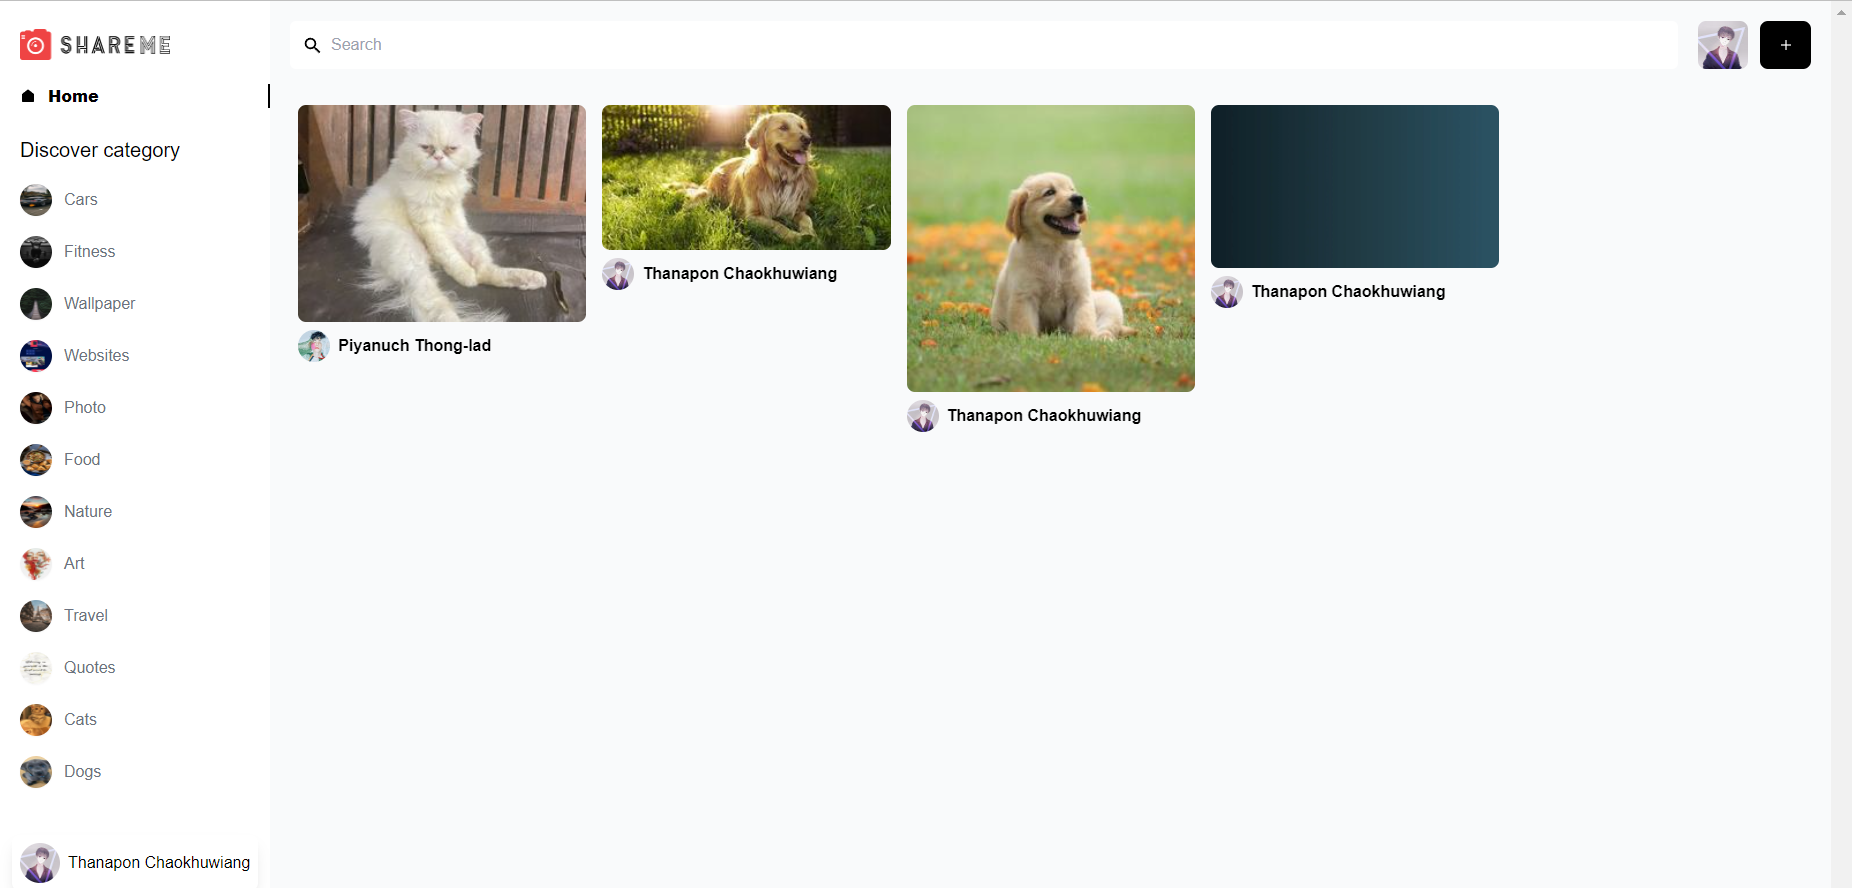 SHAREME
Search
+
Home
Discover category
Cars
Fitness
Wallpaper
Websites
Photo
Food
Nature
Art
Travel
Quotes
Cats
Dogs
Thanapon Chaokhuwiang
Piyanuch Thong-lad
Thanapon Chaokhuwiang
Thanapon Chaokhuwiang
Thanapon Chaokhuwiang